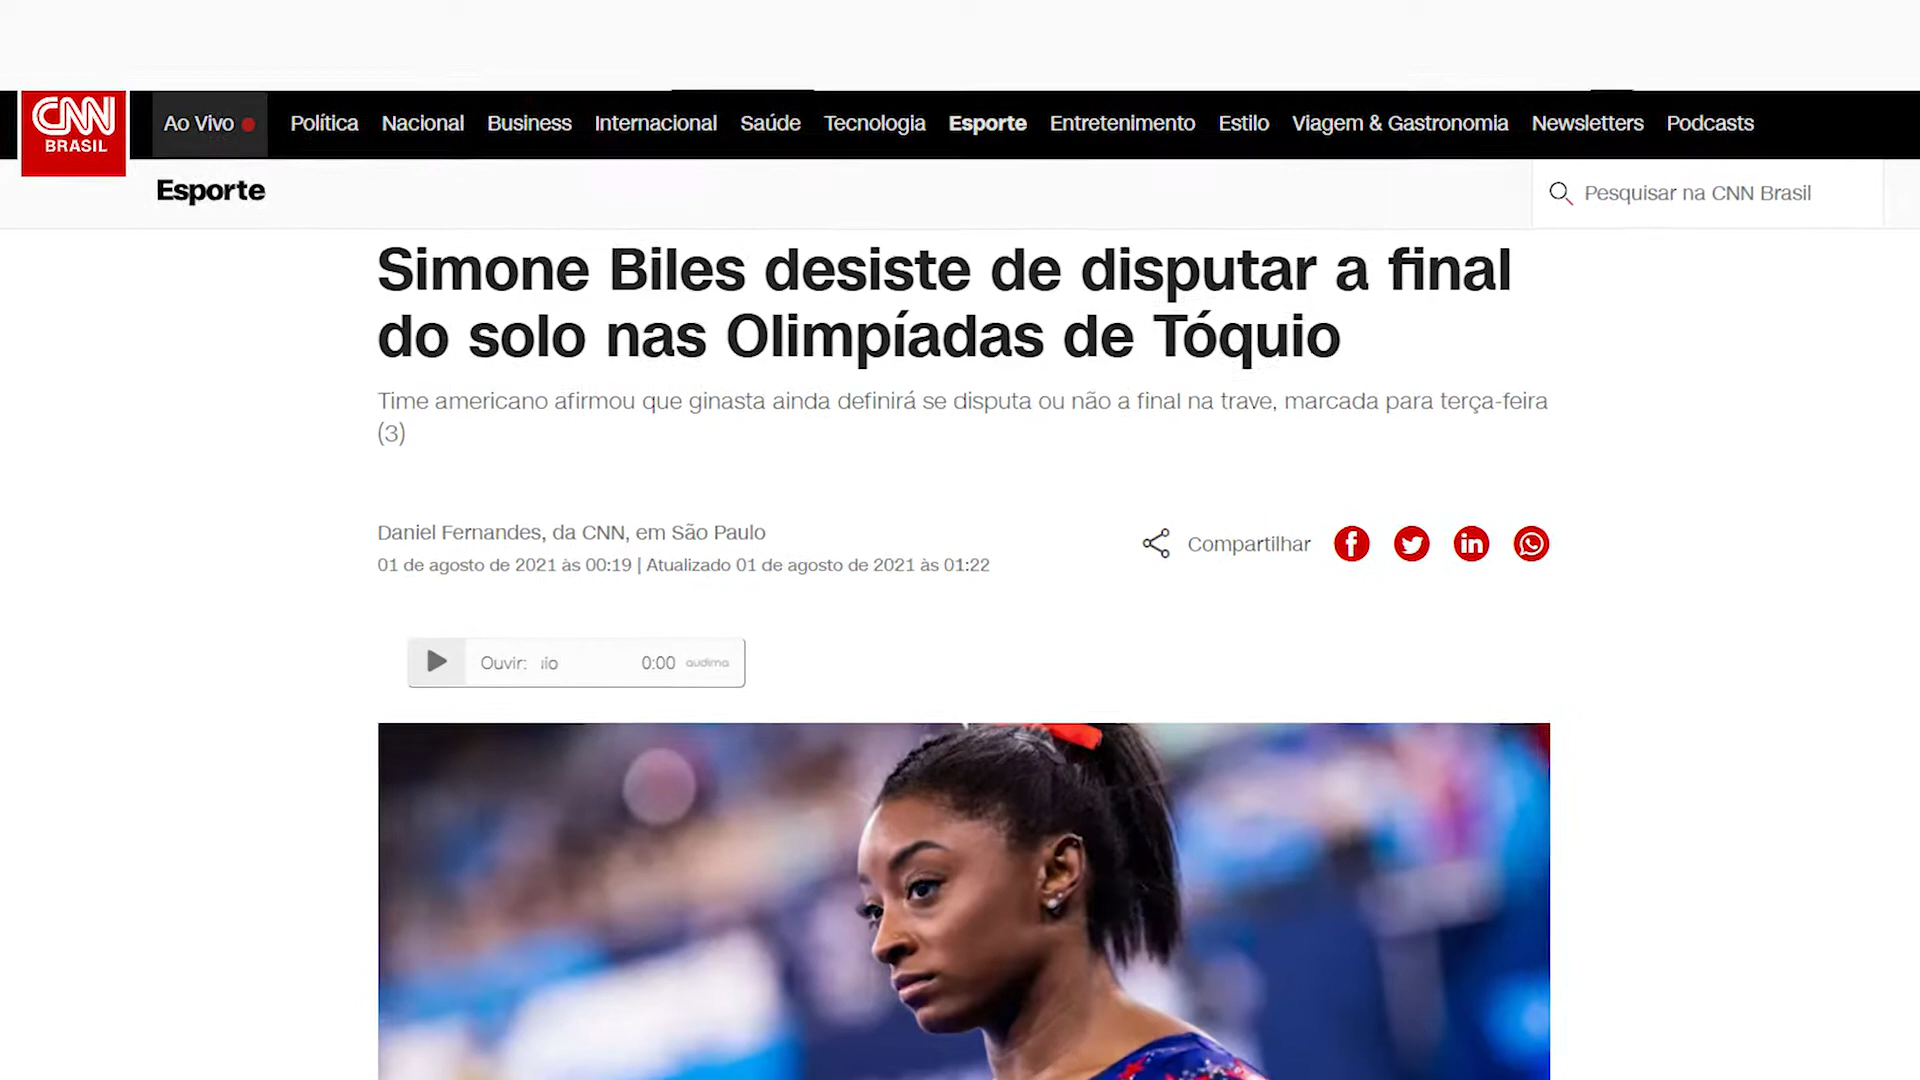 CNN
BRASIL
Ao Vivo
Política
Nacional
Business
Internacional
Saúde
Tecnologia
Esporte
Entretenimento
Estilo
Viagem & Gastronomia
Newsletters
Podcasts
Esporte
Pesquisar na CNN Brasil
Simone Biles desiste de disputar a final
do solo nas Olimpíadas de Tóquio
Time americano afirmou que ginasta ainda definirá se disputa ou não a final na trave, marcada para terça-feira
(3)
Daniel Fernandes, da CNN, em São Paulo
01 de agosto de 2021 às 00:19 | Atualizado 01 de agosto de 2021 às 01:22
Compartilhar
Ouvir:
0:00
audima